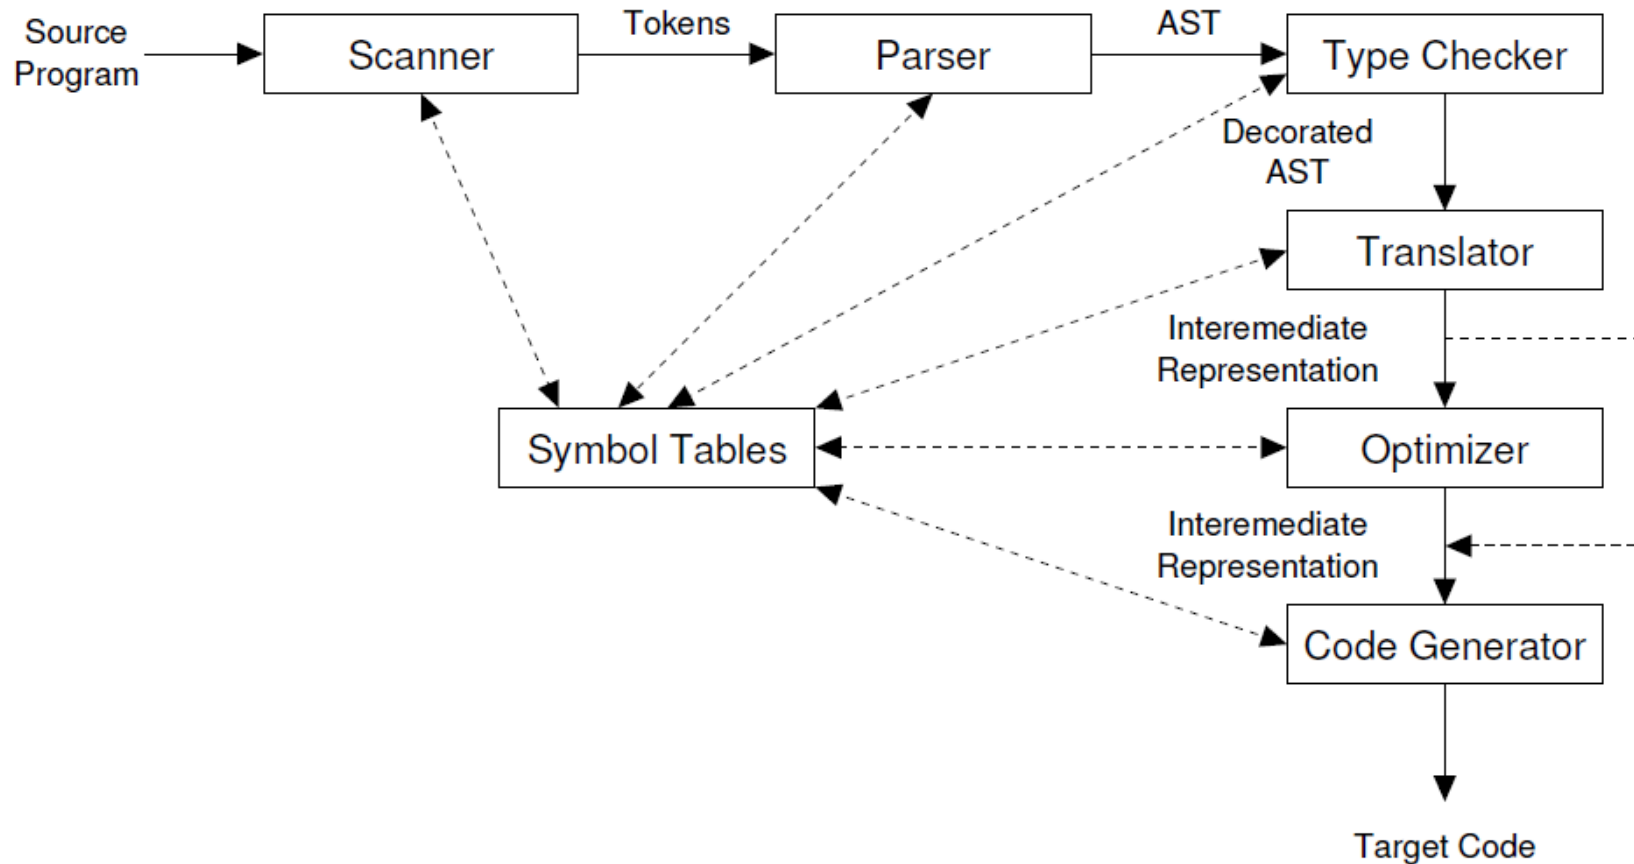 Source
Program
Scanner
Tokens
Parser
AST
Type Checker
Decorated
AST
Translator
Interemediate
Representation
Symbol Tables
Optimizer
Interemediate
Representation
Code Generator
Target Code